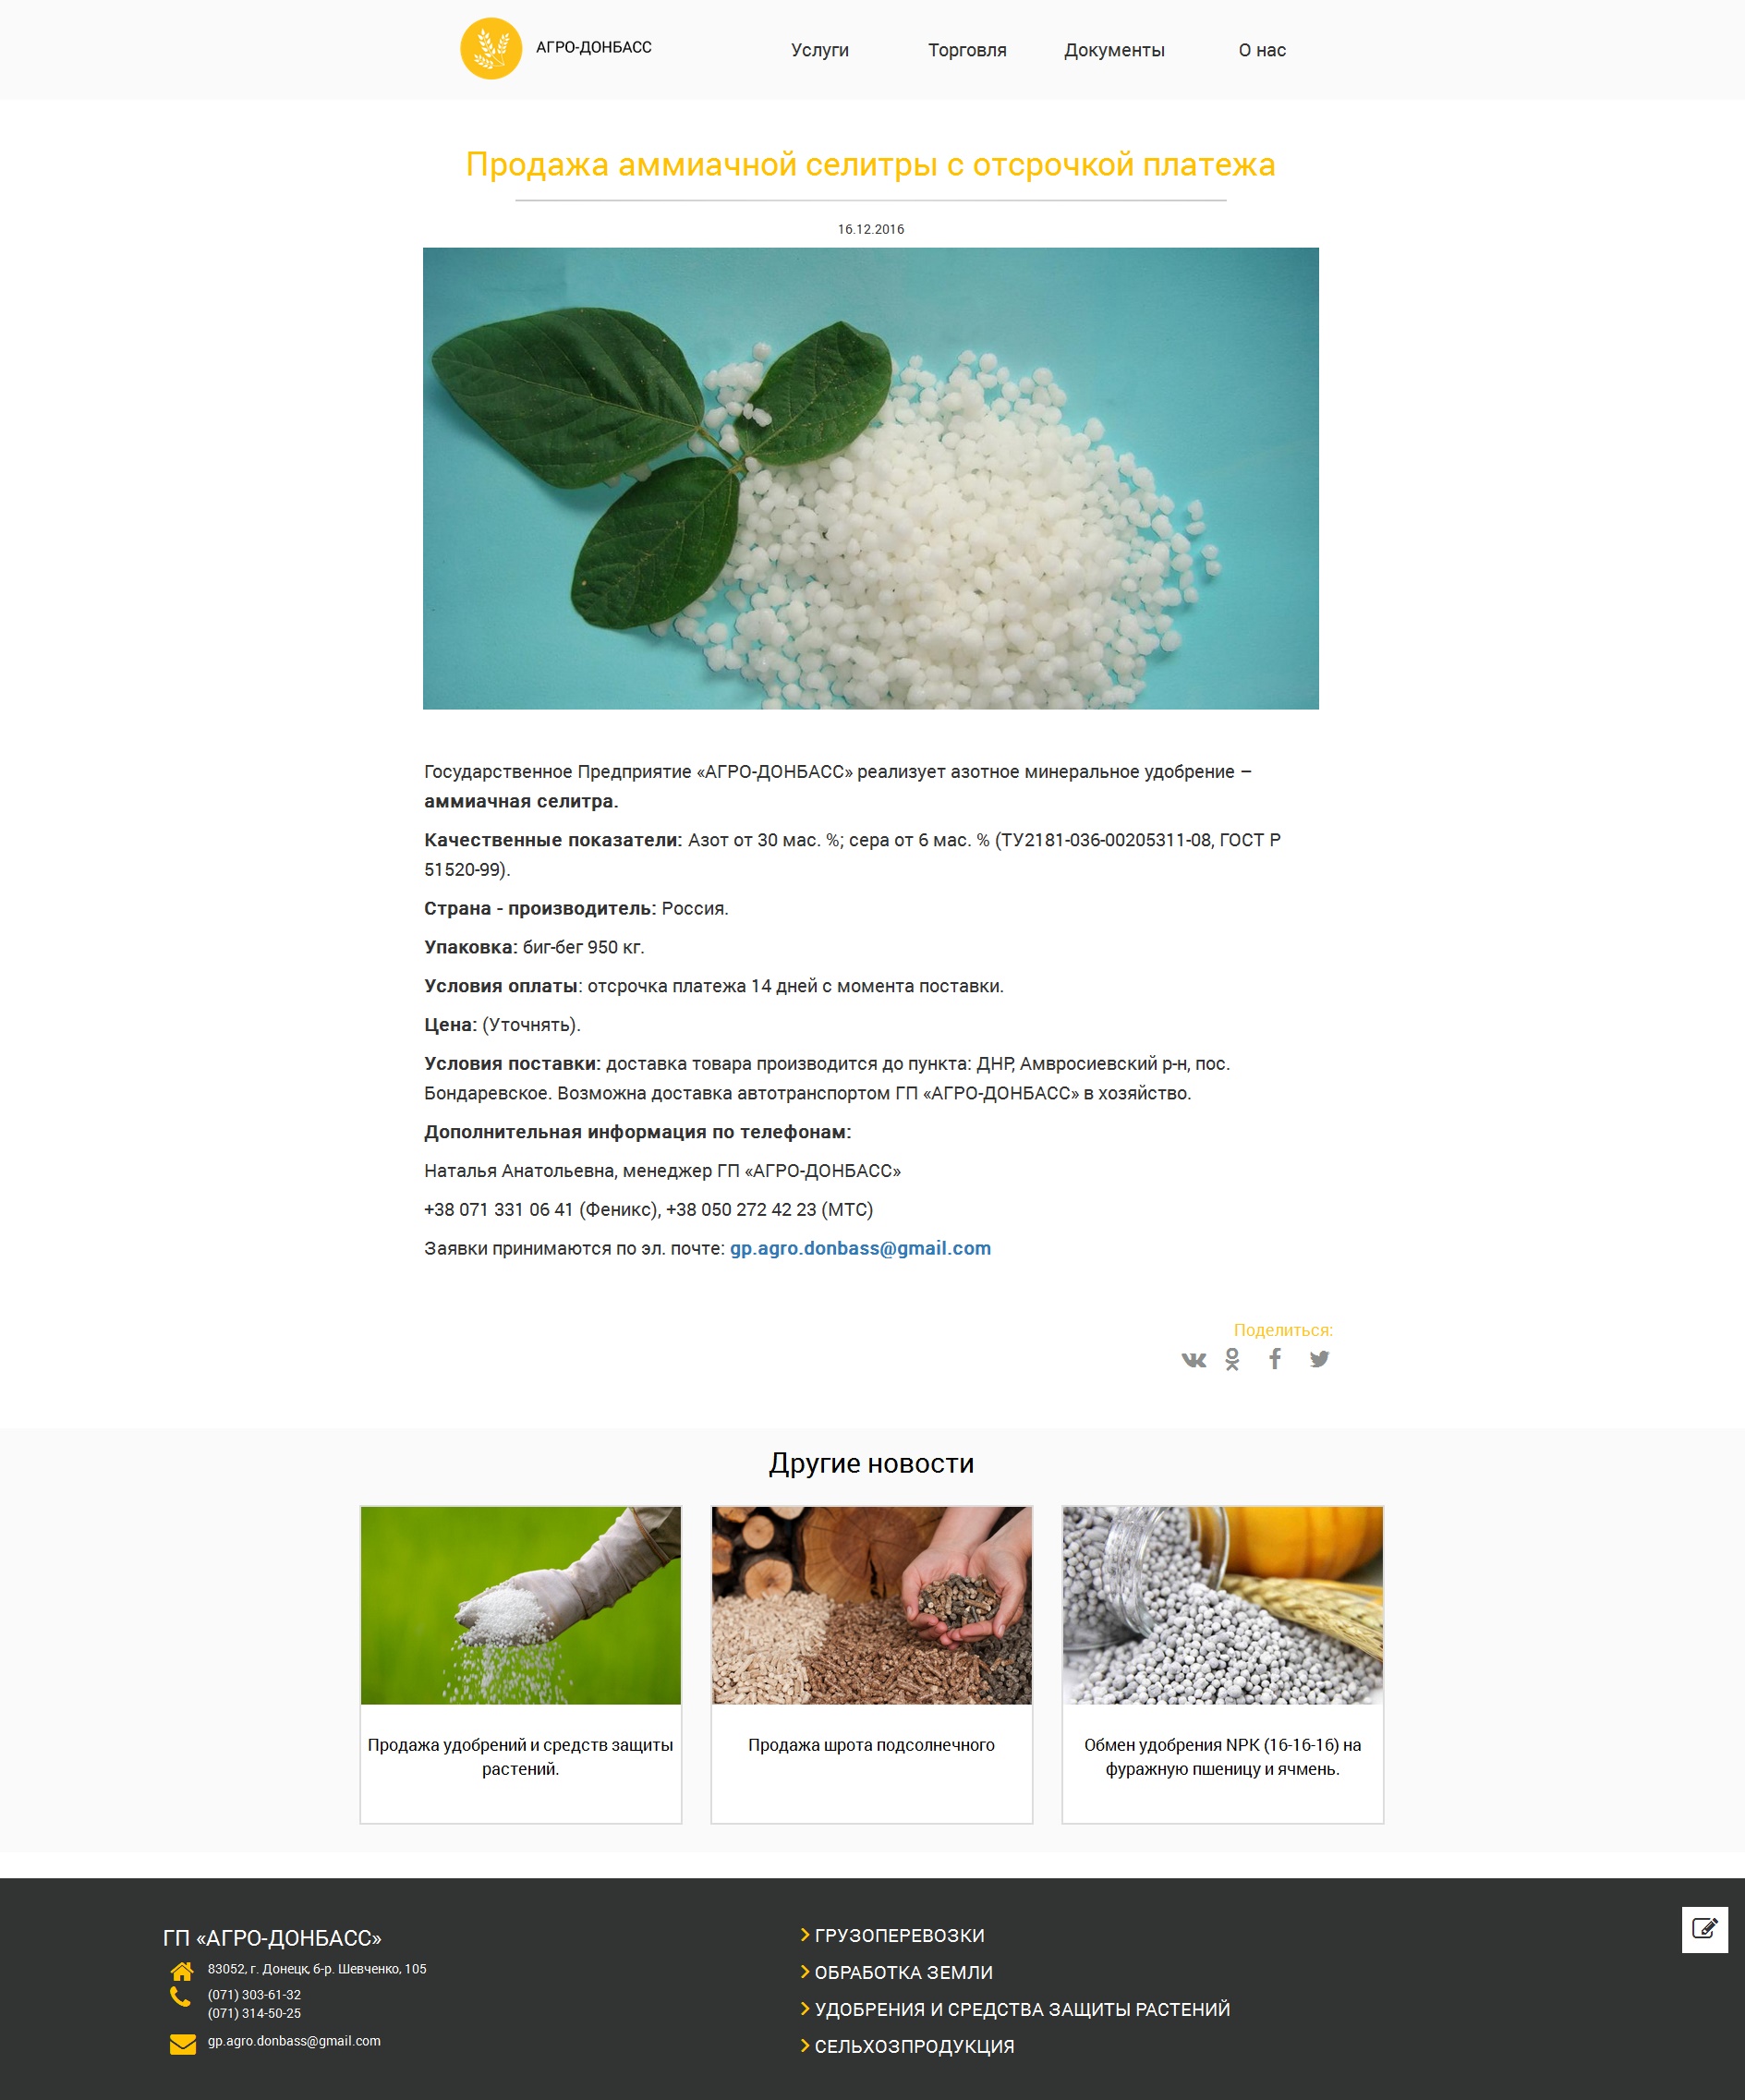 АГРО-ДОНБАСС
Услуги
Торговля
Документы
О нас
Продажа аммиачной селитры с отсрочкой платежа
16.12.2016
Государственное Предприятие «АГРО-ДОНБАСС» реализует азотное минеральное удобрение –
аммиачная селитра.
Качественные показатели: Азот от 30 мас. %; сера от 6 мас. % (ТУ2181-036-00205311-08, ГОСТ Р
51520-99).
Страна - производитель: Россия.
Упаковка: биг-бег 950 кг.
Условия оплаты: отсрочка платежа 14 дней с момента поставки.
Цена: (Уточнять).
Условия поставки: доставка товара производится до пункта: ДНР, Амвросиевский р-н, пос.
Бондаревское. Возможна доставка автотранспортом ГП «АГРО-ДОНБАСС» в хозяйство.
Дополнительная информация по телефонам:
Наталья Анатольевна, менеджер ГП «АГРО-ДОНБАСС»
+38 071 331 06 41 (Феникс), +38 050 272 42 23 (МТС)
Заявки принимаются по эл. почте: gp.agro.donbass@gmail.com
Поделиться:
Другие новости
Продажа удобрений и средств защиты
растений.
Продажа шрота подсолнечного
Обмен удобрения NPK (16-16-16) на
фуражную пшеницу и ячмень.
ГП «АГРО-ДОНБАСС»
83052, г. Донецк, б-р. Шевченко, 105
(071) 303-61-32
(071) 314-50-25
gp.agro.donbass@gmail.com
ГРУЗОПЕРЕВОЗКИ
ОБРАБОТКА ЗЕМЛИ
УДОБРЕНИЯ И СРЕДСТВА ЗАЩИТЫ РАСТЕНИЙ
СЕЛЬХОЗПРОДУКЦИЯ